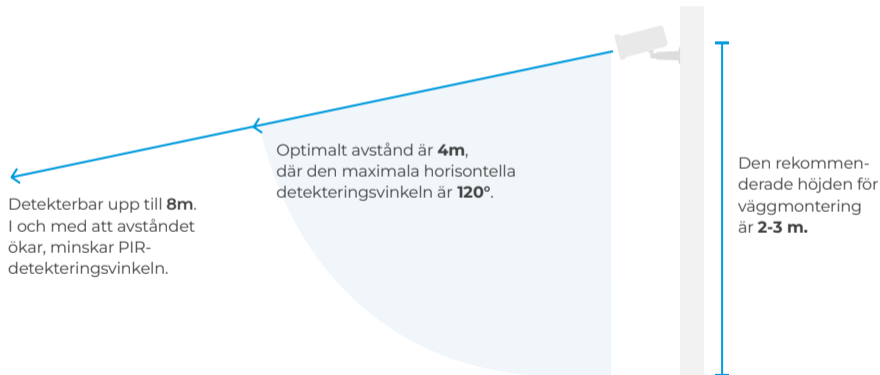 Optimalt avstånd är 4m,
där den maximala horisontella
detekteringsvinkeln är 120°.
Detekterbar upp till 8m.
I och med att avståndet
ökar, minskar PIR-
detekteringsvinkeln.
Den rekommen-
derade höjden för
väggmontering
är 2-3 m.